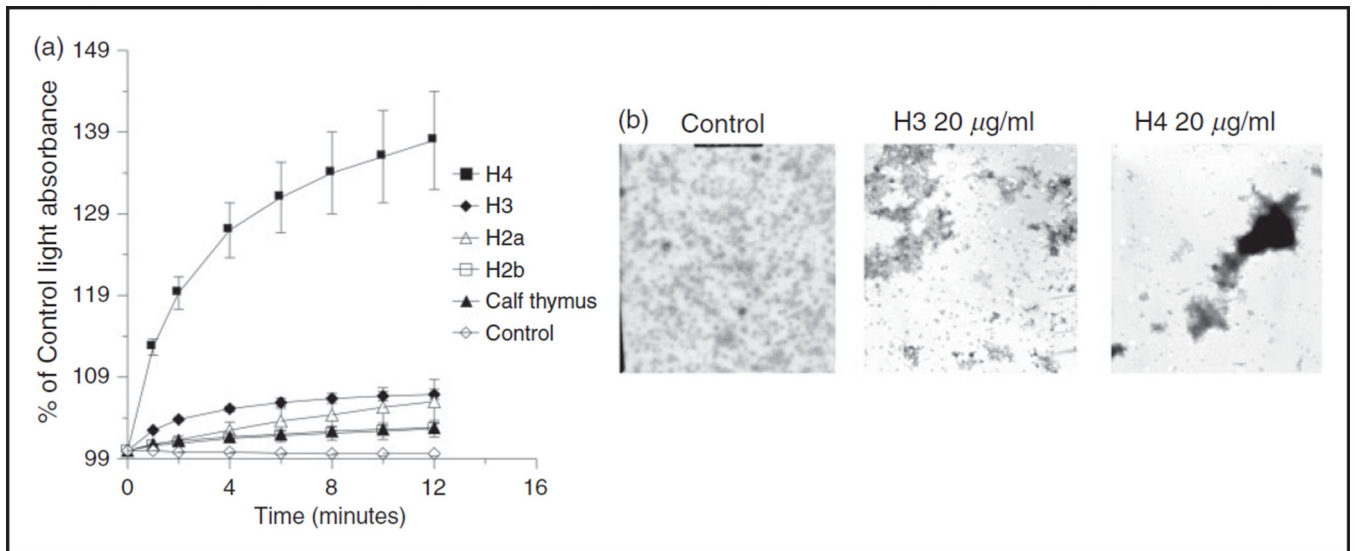 (a)
149
139
129
119
109
99
% of Control light absorbance
0 4 8 12 16
Time (minutes)
H4
H3
H2a
H2b
Calf thymus
Control
(b) Control
H3 20 μg/ml
H4 20 μg/ml